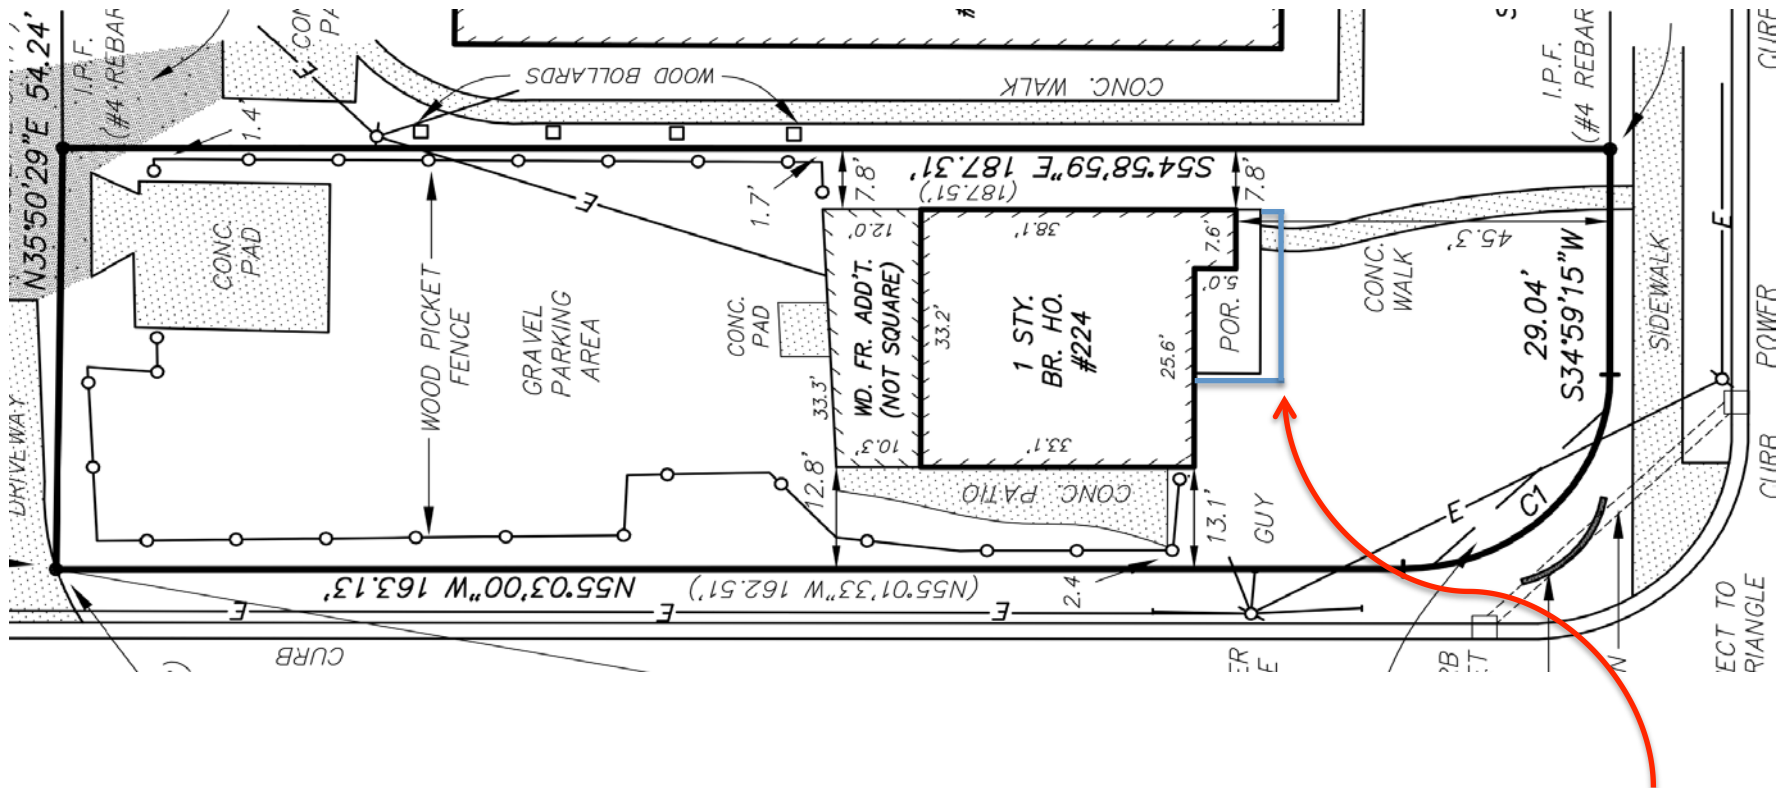 N35°50'29"E 54.24'
I.P.F.
(#4 REBAR
1.4'
E
WOOD BOLLARDS
CONC. WALK
I.P.F.
(#4 REBAR
S54°58'59"E 187.31'
(187.51')
7.8'
7.8'
1.7'
E
CONC.
PAD
WOOD PICKET
FENCE
GRAVEL
PARKING
AREA
CONC.
PAD
12.0'
WD. FR. ADD'T.
(NOT SQUARE)
33.3'
10.3'
38.1'
33.2'
1 STY.
BR. HO.
#224
33.1'
7.6'
5.0'
25.6'
POR.
45.3'
CONC.
WALK
29.04'
S34°59'15"W
SIDEWALK
E
POWER
DRIVEWAY
12.8'
CONC. PATIO
13.1'
GUY
E
C1
CURB
N55°03'00"W 163.13'
(N55°01'33"W 162.51')
2.4
E
E
E
CURB
ECT TO
RIANGLE